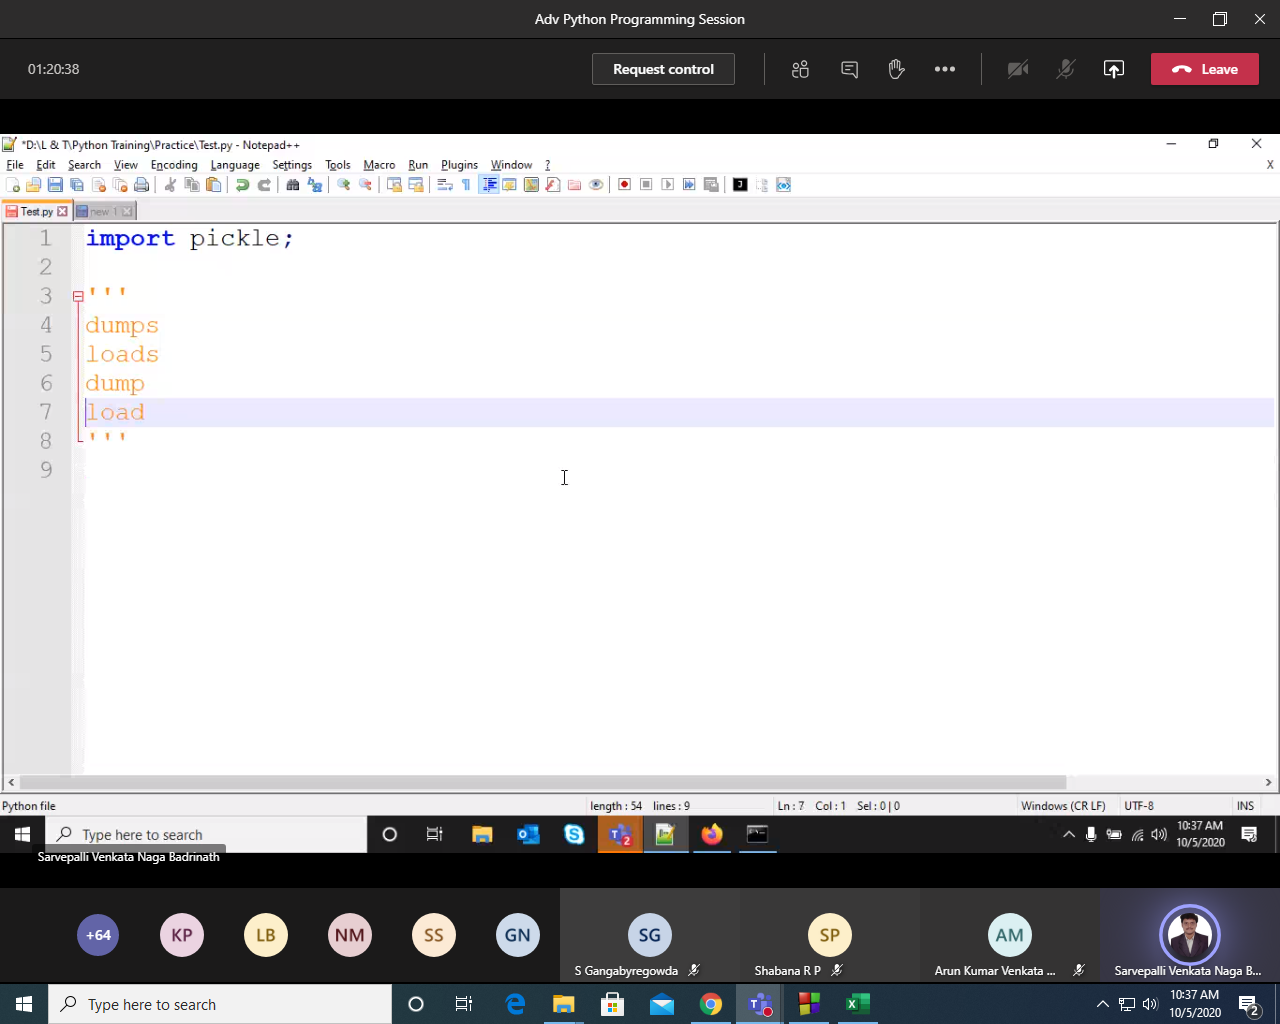 Adv Python Programming Session
01:20:38
Request control
Leave
*D:\L & T\Python Training\Practice\Test.py - Notepad++
File Edit Search View Encoding Language Settings Tools Macro Run Plugins Window ?
X
Test.py new 1
1 import pickle;
2
3 '''
4 dumps
5 loads
6 dump
7 load
8 '''
9
Python file length : 54 lines : 9 Ln : 7 Col : 1 Sel : 0 | 0 Windows (CR LF) UTF-8 INS
Type here to search
2
10:37 AM
10/5/2020
Sarvepalli Venkata Naga Badrinath
+64 KP LB NM SS GN SG SP AM
S Gangabyregowda Shabana R P Arun Kumar Venkata ... Sarvepalli Venkata Naga B...
Type here to search
10:37 AM
10/5/2020
2